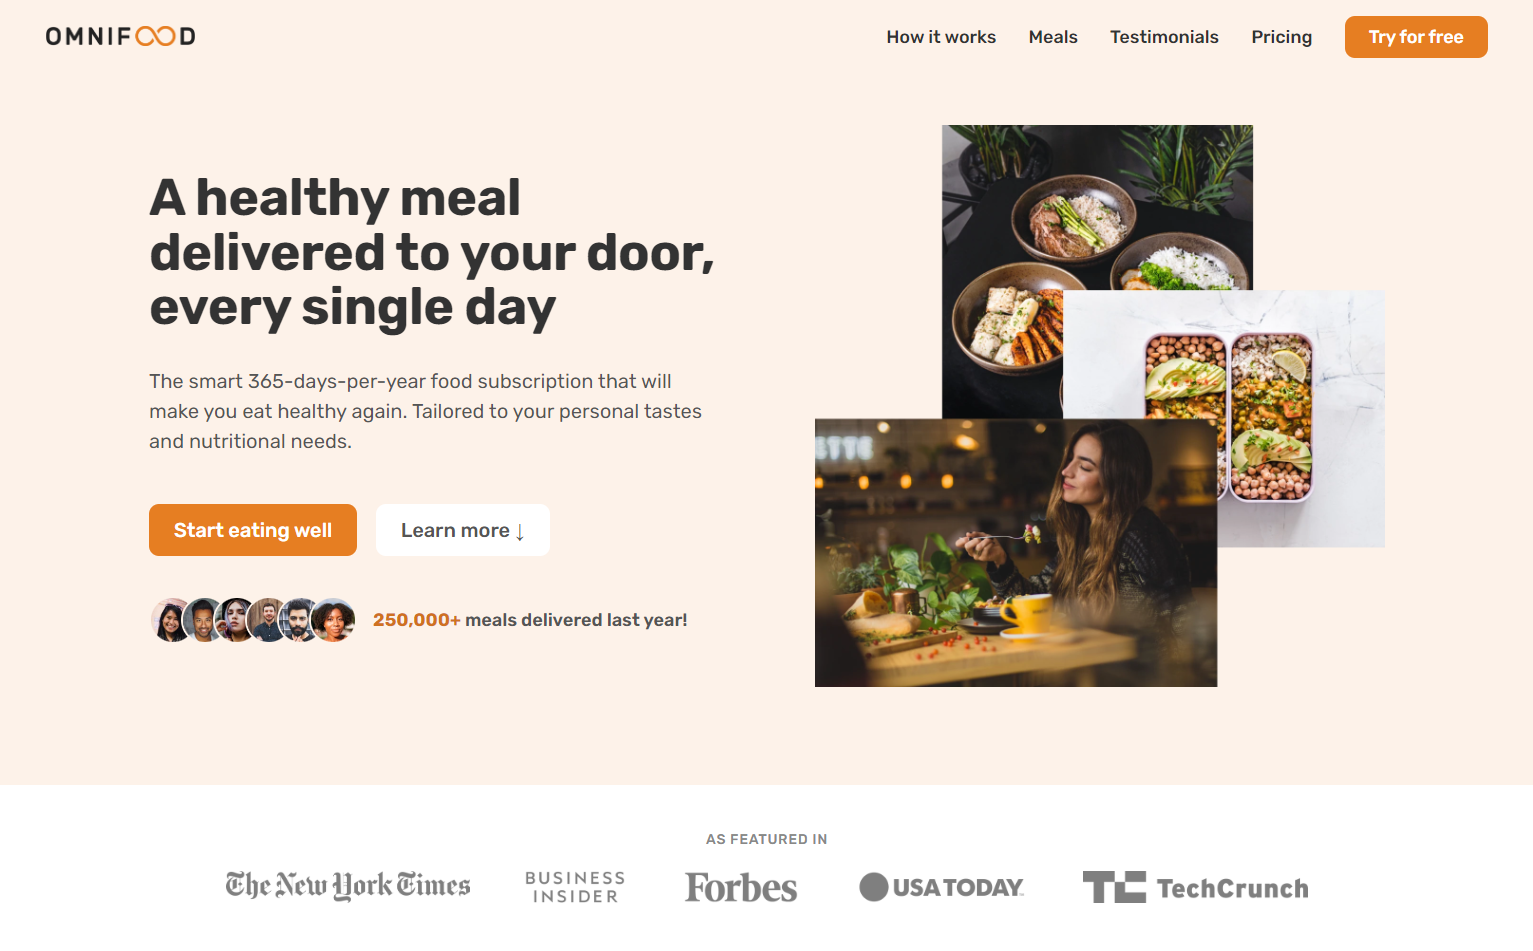 OMNIFOOD
How it works
Meals
Testimonials
Pricing
Try for free
A healthy meal
delivered to your door,
every single day
The smart 365-days-per-year food subscription that will
make you eat healthy again. Tailored to your personal tastes
and nutritional needs.
Start eating well
Learn more ↓
250,000+ meals delivered last year!
AS FEATURED IN
The New York Times
BUSINESS
INSIDER
Forbes
USA TODAY
TechCrunch